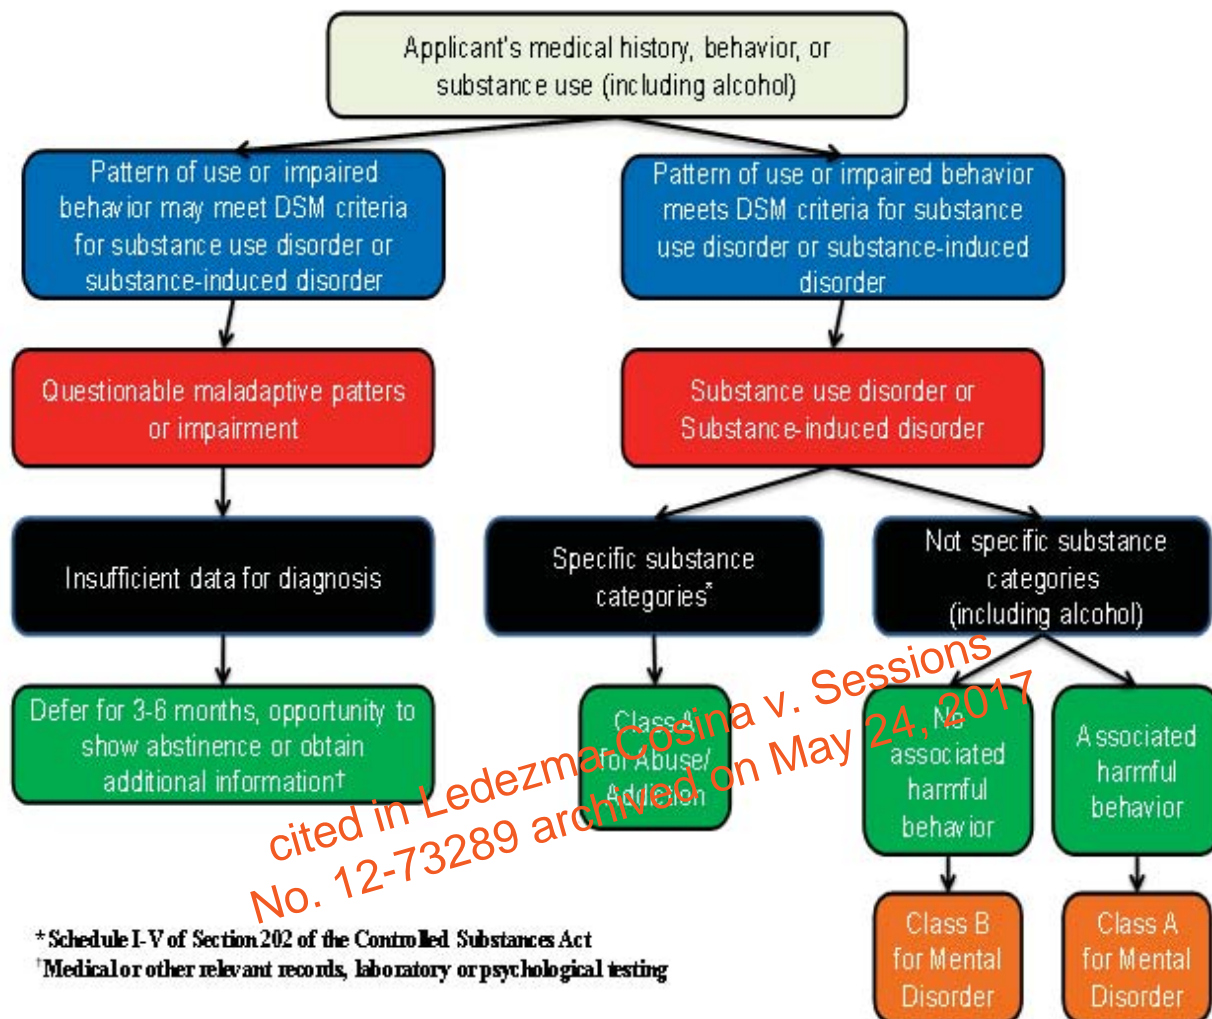 Applicant's medical history, behavior, or
substance use (including alcohol)
Pattern of use or impaired
behavior may meet DSM criteria
for substance use disorder or
substance-induced disorder
Pattern of use or impaired behavior
meets DSM criteria for substance
use disorder or substance-induced
disorder
Questionable maladaptive patters
or impairment
Substance use disorder or
Substance-induced disorder
Insufficient data for diagnosis
Specific substance
categories*
Not specific substance
categories
(including alcohol)
Defer for 3-6 months, opportunity to
show abstinence or obtain
addtional information†
Class A
for Abuse/
Addiction
No
associated
harmful
behavior
Associated
harmful
behavior
Class B
for Mental
Disorder
Class A
for Mental
Disorder
cited in Ledezma-Cosina v. Sessions
No. 12-73289 archived on May 24, 2017
*Schedule I-V of Section 202 of the Controlled Substances Act
†Medical or other relevant records, laboratory or psychological testing